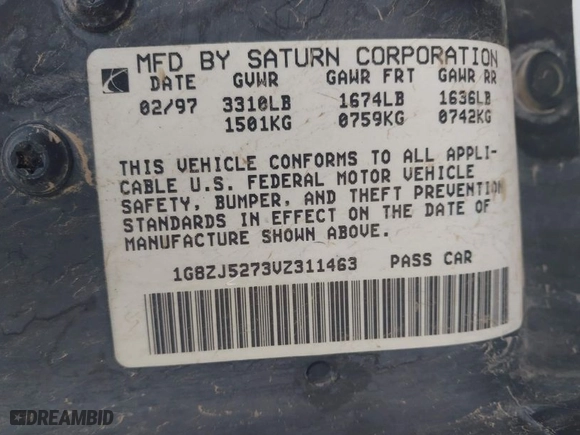 MFD BY SATURN CORPORATION
DATE GVWR GAWR FRT GAWR RR
02/97 3310LB 1674LB 1636LB
1501KG 0759KG 0742KG
THIS VEHICLE CONFORMS TO ALL APPLI-
CABLE U.S. FEDERAL MOTOR VEHICLE
SAFETY, BUMPER, AND THEFT PREVENTION
STANDARDS IN EFFECT ON THE DATE OF
MANUFACTURE SHOWN ABOVE.
1G8ZJ5273VZ311463 PASS CAR
DREAMBID